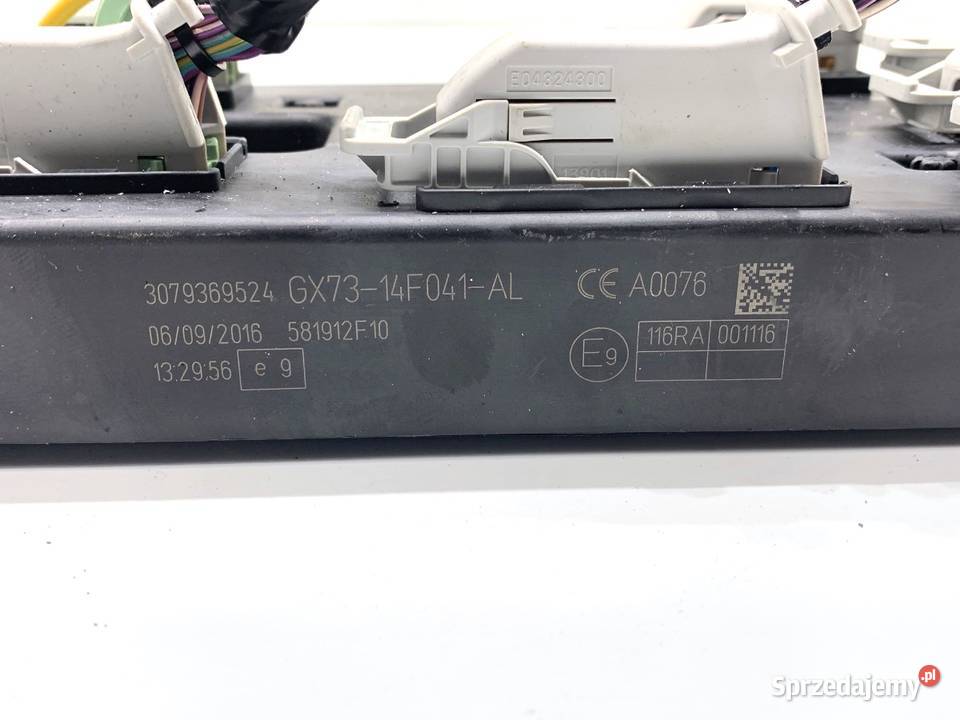 E04824300
13901
3079369524 GX73-14F041-AL CE A0076
06/09/2016 581912F10
13:29:56 e 9
E9 116RA 001116
Sprzedajemy.pl